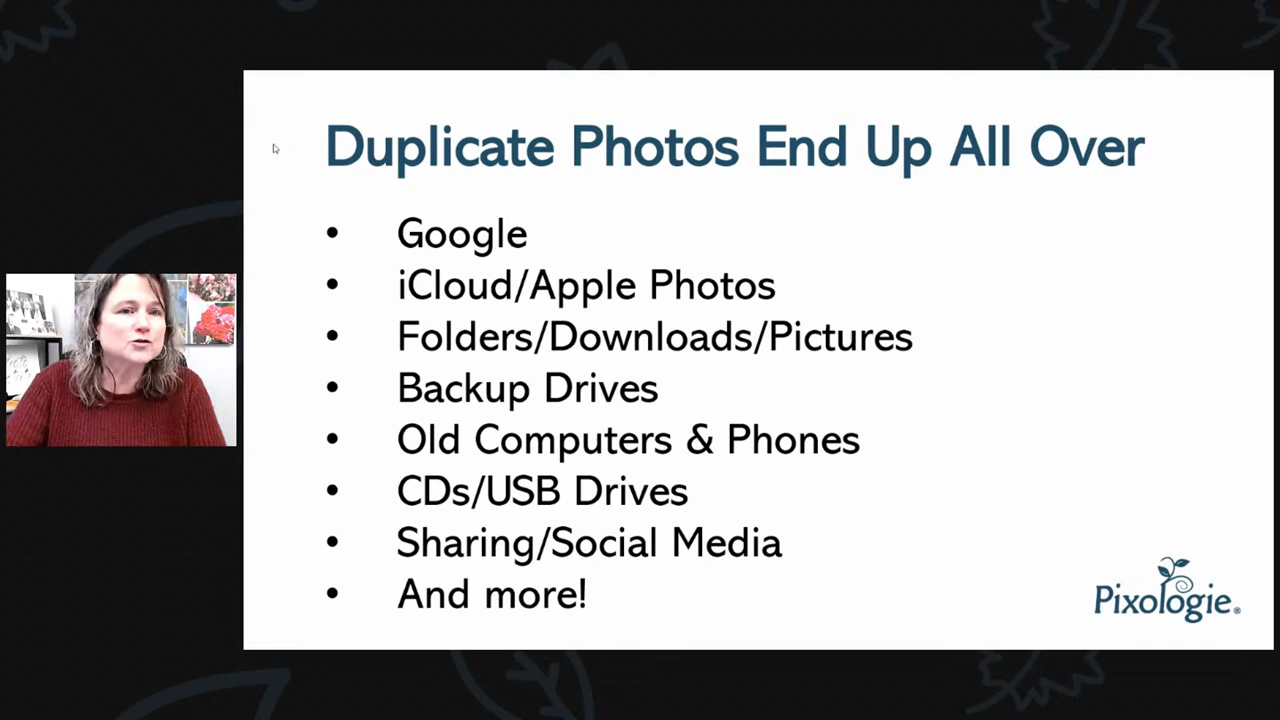 Duplicate Photos End Up All Over
• Google
• iCloud/Apple Photos
• Folders/Downloads/Pictures
• Backup Drives
• Old Computers & Phones
• CDs/USB Drives
• Sharing/Social Media
• And more!
Pixologie®